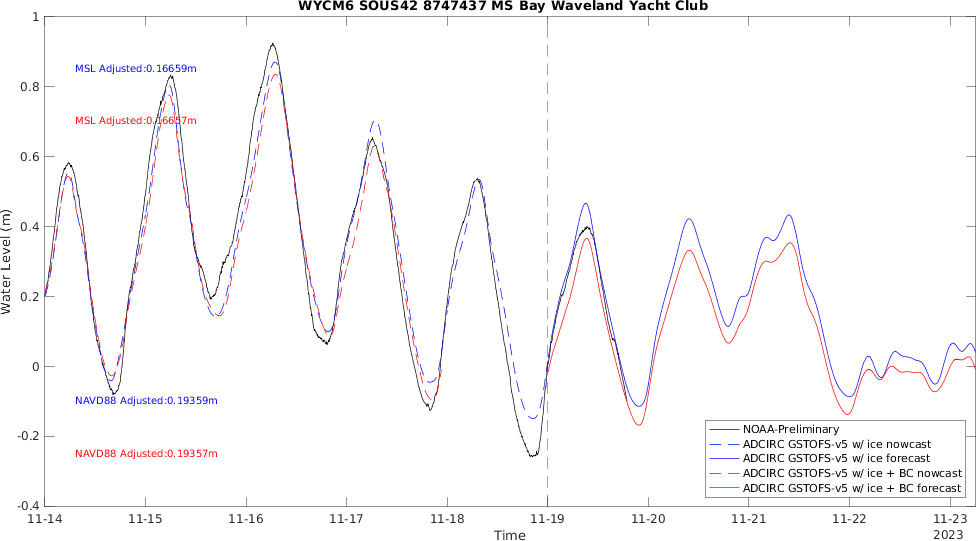 WYCM6 SOUS42 8747437 MS Bay Waveland Yacht Club
1
0.8
0.6
0.4
0.2
0
-0.2
-0.4
Water Level (m)
MSL Adjusted:0.16659m
MSL Adjusted:0.16657m
NAVD88 Adjusted:0.19359m
NAVD88 Adjusted:0.19357m
NOAA-Preliminary
ADCIRC GSTOFS-v5 w/ ice nowcast
ADCIRC GSTOFS-v5 w/ ice forecast
ADCIRC GSTOFS-v5 w/ ice + BC nowcast
ADCIRC GSTOFS-v5 w/ ice + BC forecast
11-14 11-15 11-16 11-17 11-18 11-19 11-20 11-21 11-22 11-23
Time
2023